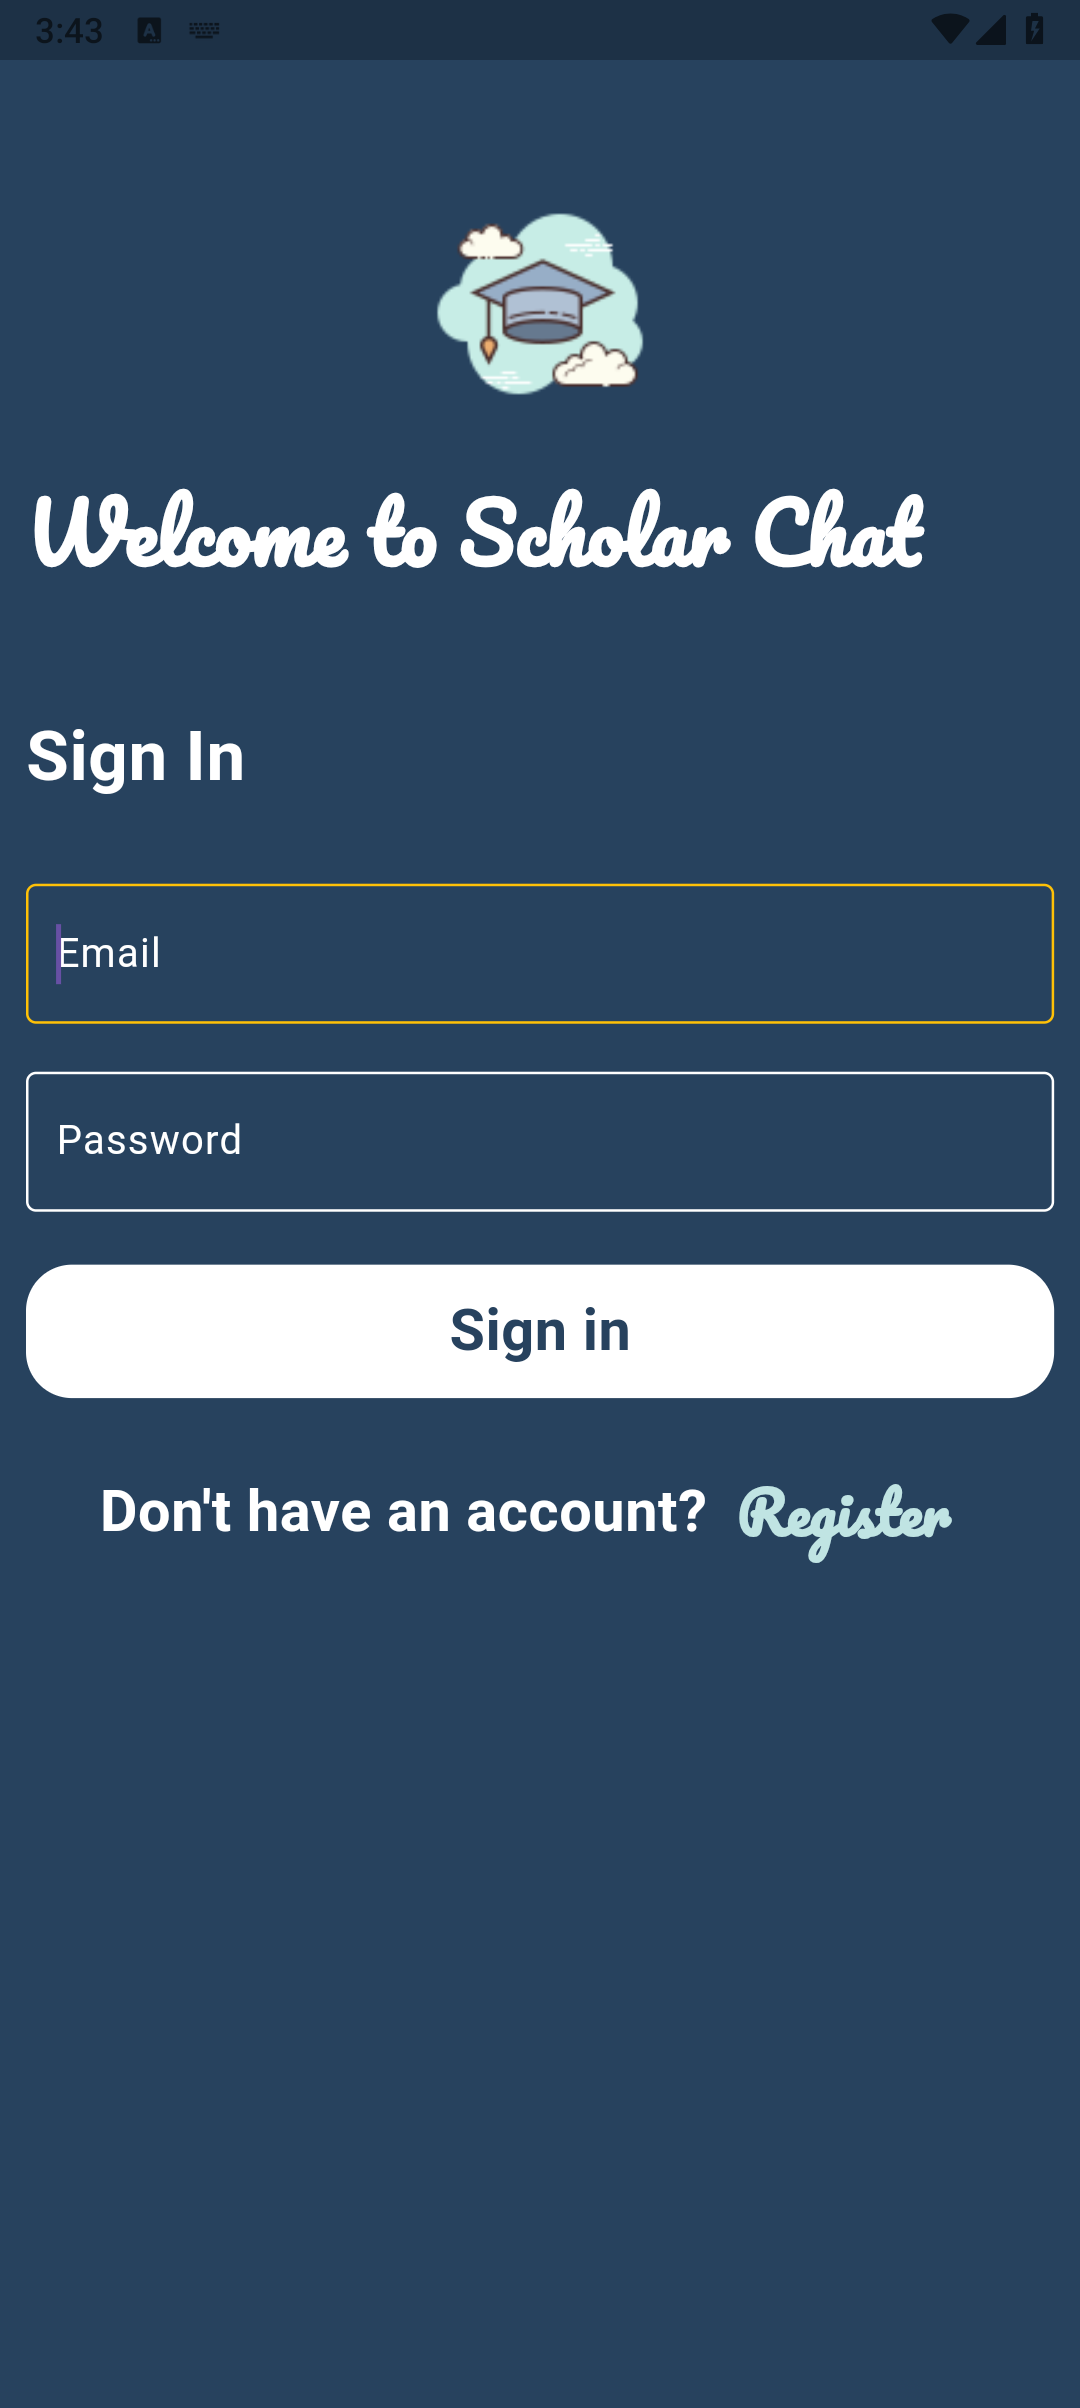 3:43
Welcome to Scholar Chat
Sign In
Email
Password
Sign in
Don't have an account? Register